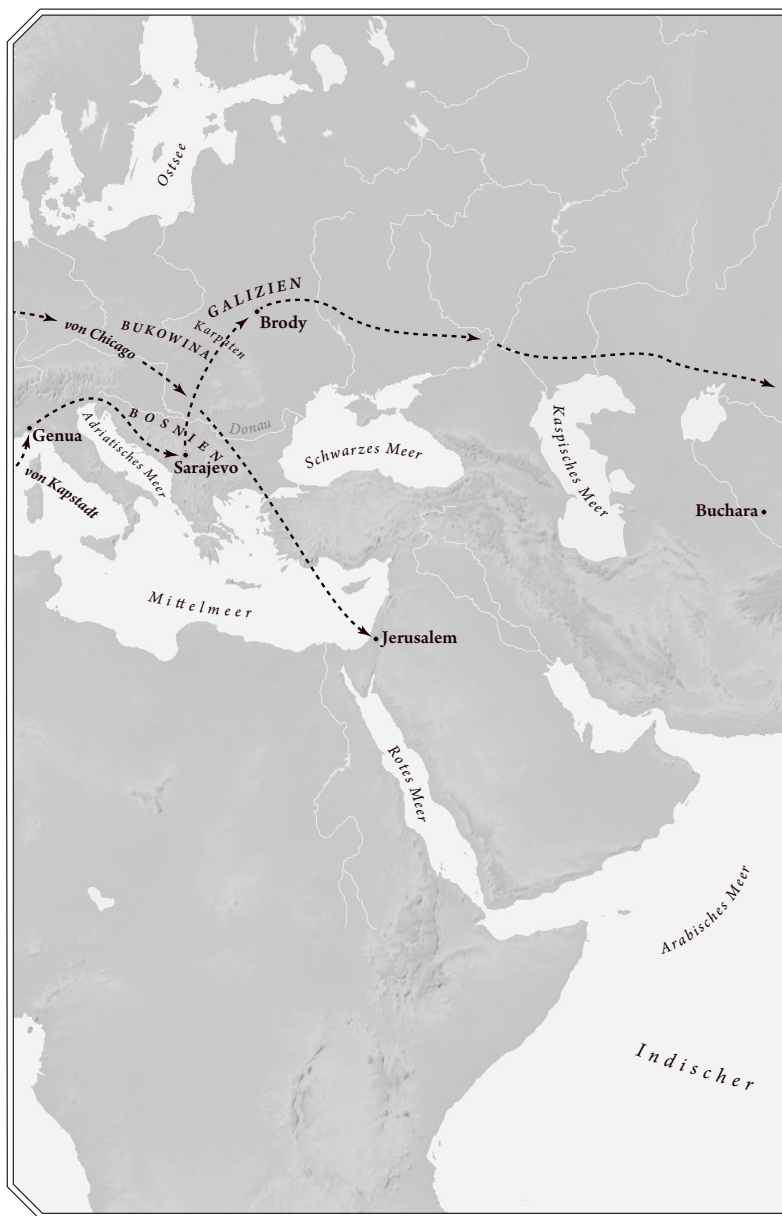 Ostsee
GALIZIEN
Brody
BUKOWINA
Karpaten
von Chicago
BOSNIEN
Donau
Genua
Adriatisches Meer
Sarajevo
Schwarzes Meer
Kaspisches Meer
von Kapstadt
Buchara
Mittelmeer
Jerusalem
Rotes Meer
Arabisches Meer
Indischer